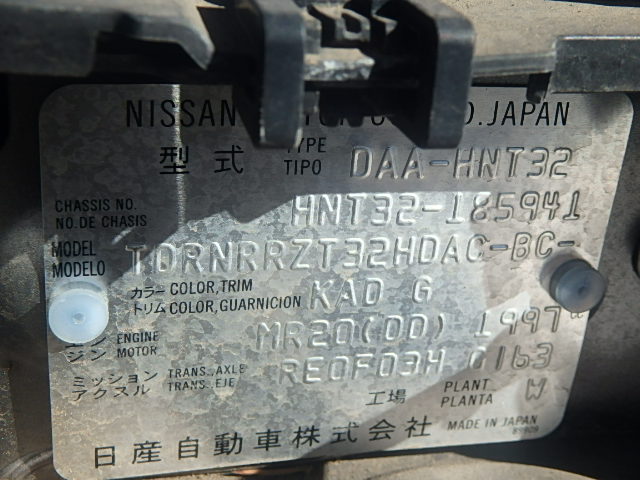 NISSAN D.JAPAN
型式 TYPE TIPO DAA-HNT32
CHASSIS NO. NO.DE CHASIS HNT32-185941
MODEL MODELO TDRNRRZT32HDAC-BC-
カラー COLOR,TRIM
トリム COLOR,GUARNICION KAD G
エンジン ENGINE MOTOR MR20(DD) 1997
ミッション TRANS.,AXLE
アクスル TRANS.,EJE RE0F03H G163
工場 PLANT PLANTA W
日産自動車株式会社 MADE IN JAPAN